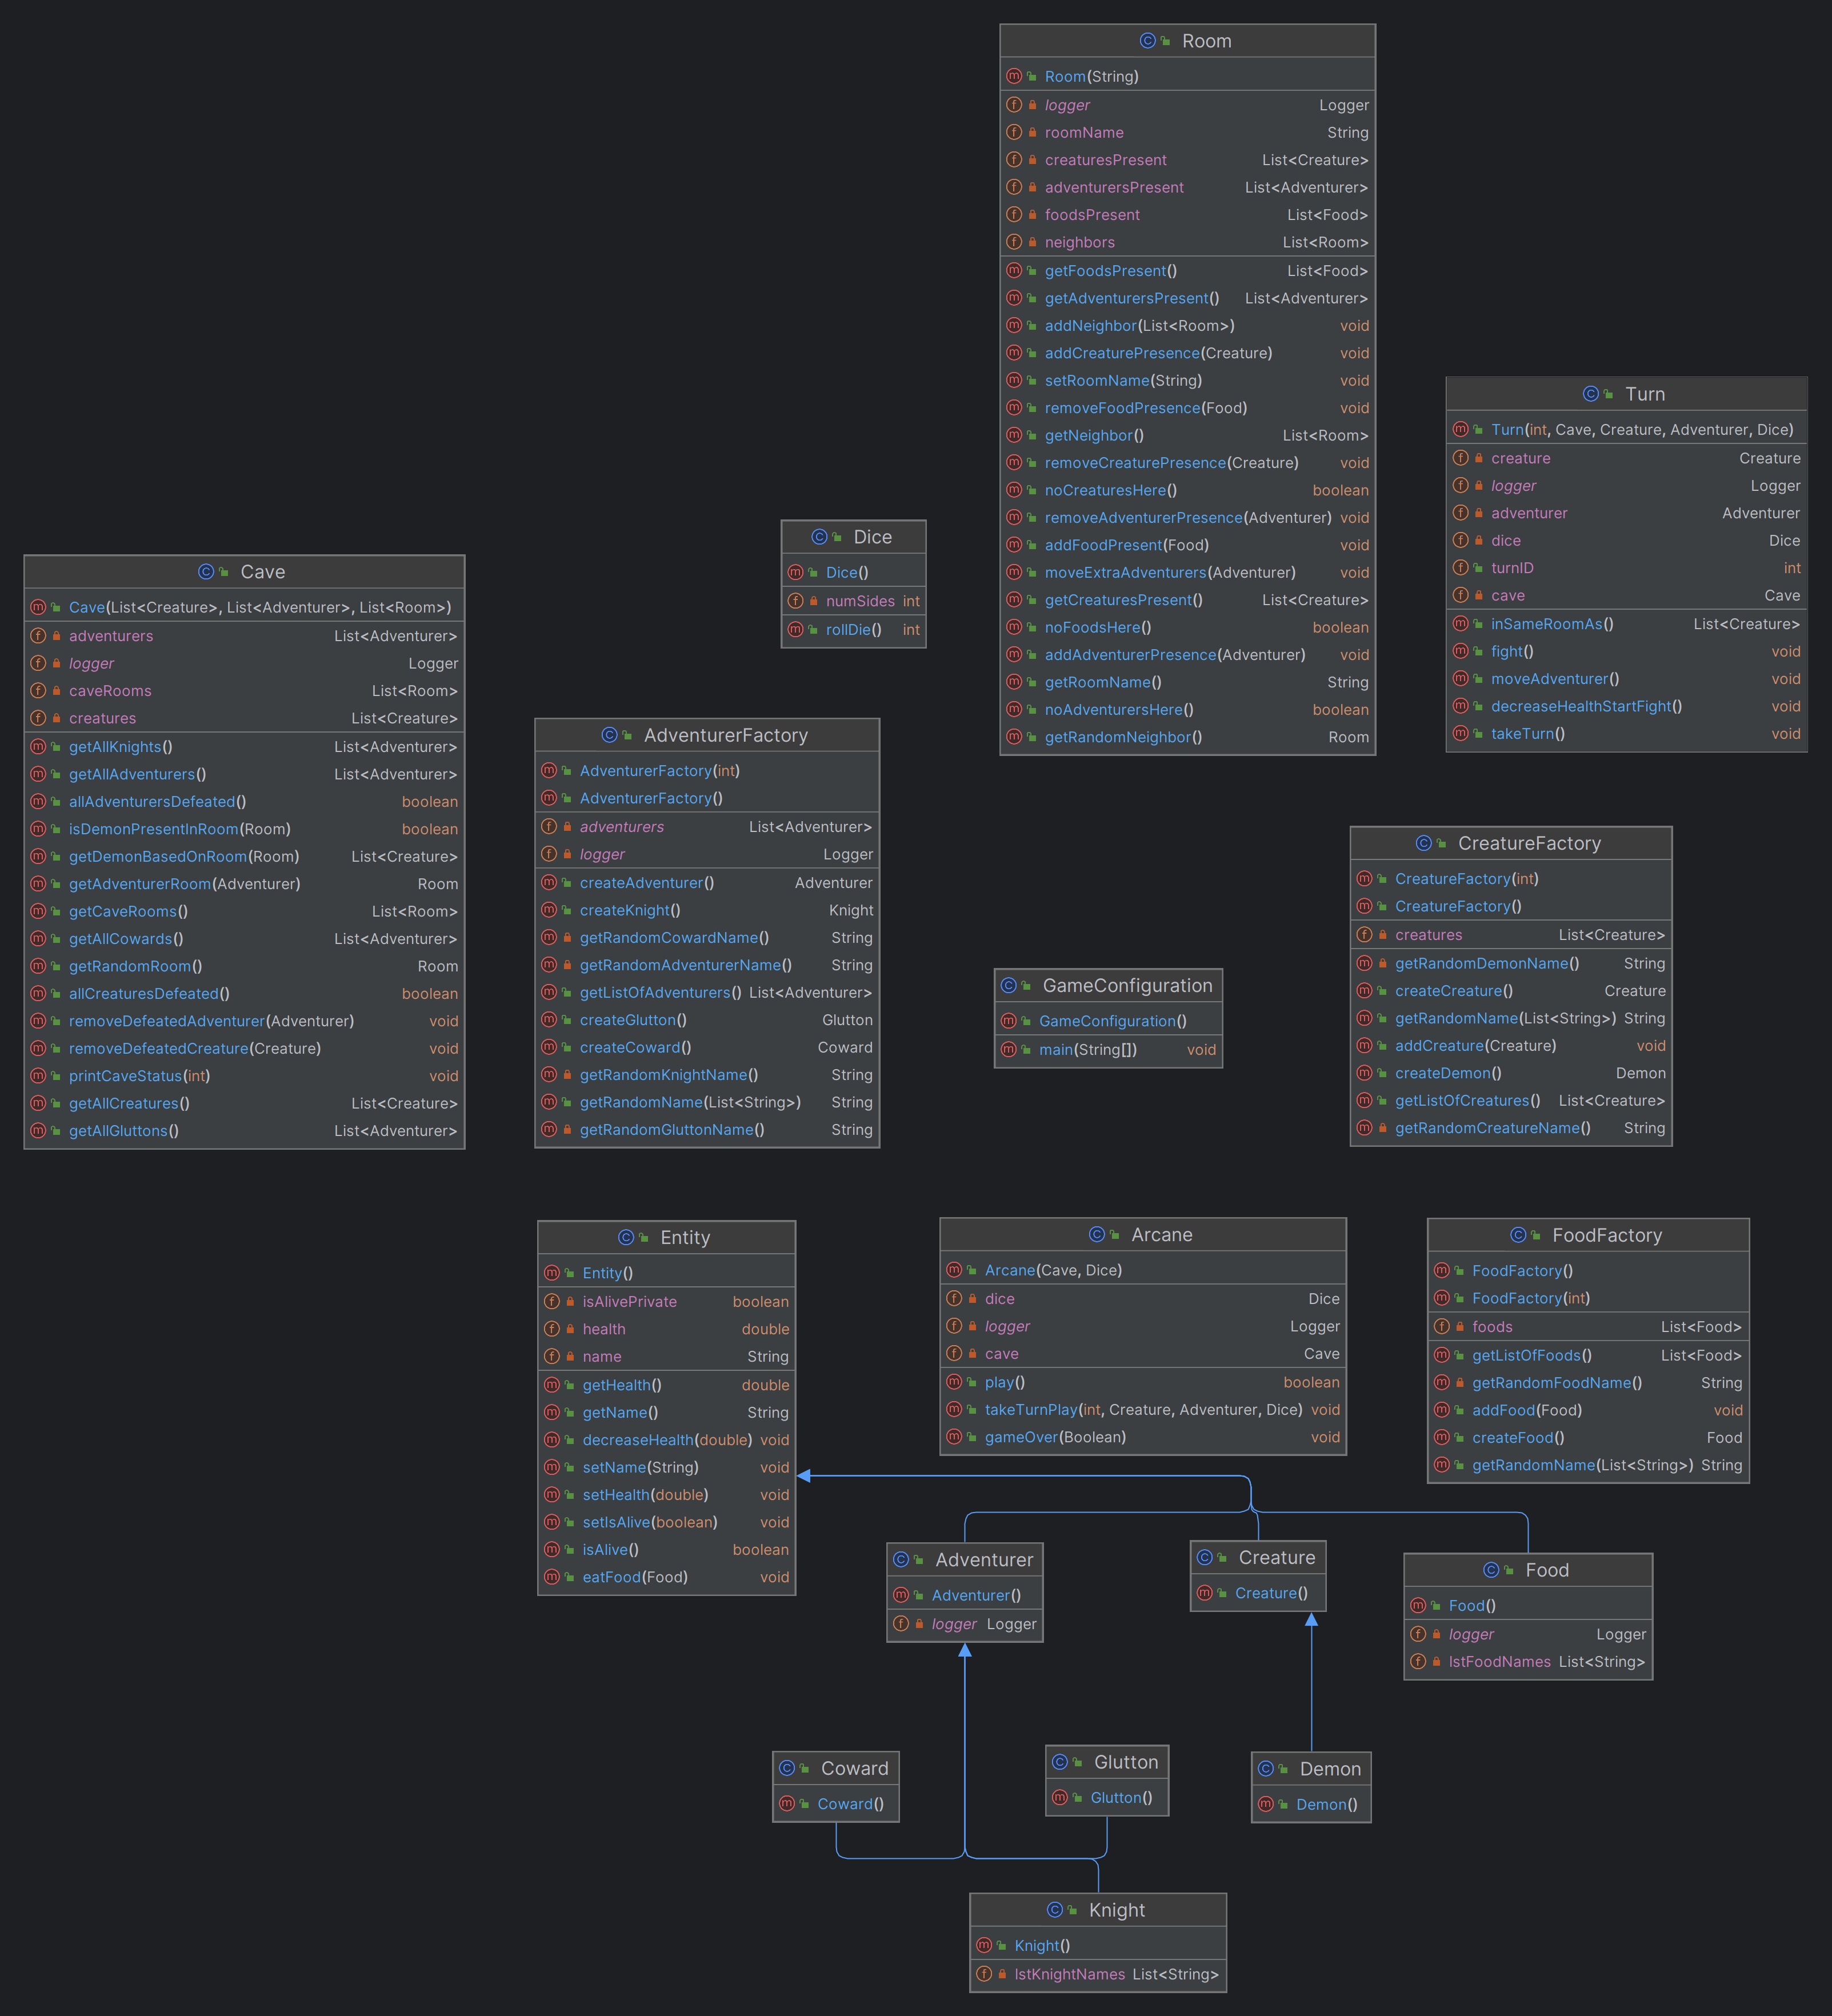 Room
Room(String)
logger Logger
roomName String
creaturesPresent List<Creature>
adventurersPresent List<Adventurer>
foodsPresent List<Food>
neighbors List<Room>
getFoodsPresent() List<Food>
getAdventurersPresent() List<Adventurer>
addNeighbor(List<Room>) void
addCreaturePresence(Creature) void
setRoomName(String) void
removeFoodPresence(Food) void
getNeighbor() List<Room>
removeCreaturePresence(Creature) void
noCreaturesHere() boolean
removeAdventurerPresence(Adventurer) void
addFoodPresent(Food) void
moveExtraAdventurers(Adventurer) void
getCreaturesPresent() List<Creature>
noFoodsHere() boolean
addAdventurerPresence(Adventurer) void
getRoomName() String
noAdventurersHere() boolean
getRandomNeighbor() Room
Turn
Turn(int, Cave, Creature, Adventurer, Dice)
creature Creature
logger Logger
adventurer Adventurer
dice Dice
turnID int
cave Cave
inSameRoomAs() List<Creature>
fight() void
moveAdventurer() void
decreaseHealthStartFight() void
takeTurn() void
Dice
Dice()
numSides int
rollDie() int
Cave
Cave(List<Creature>, List<Adventurer>, List<Room>)
adventurers List<Adventurer>
logger Logger
caveRooms List<Room>
creatures List<Creature>
getAllKnights() List<Adventurer>
getAllAdventurers() List<Adventurer>
allAdventurersDefeated() boolean
isDemonPresentInRoom(Room) boolean
getDemonBasedOnRoom(Room) List<Creature>
getAdventurerRoom(Adventurer) Room
getCaveRooms() List<Room>
getAllCowards() List<Adventurer>
getRandomRoom() Room
allCreaturesDefeated() boolean
removeDefeatedAdventurer(Adventurer) void
removeDefeatedCreature(Creature) void
printCaveStatus(int) void
getAllCreatures() List<Creature>
getAllGluttons() List<Adventurer>
AdventurerFactory
AdventurerFactory(int)
AdventurerFactory()
adventurers List<Adventurer>
logger Logger
createAdventurer() Adventurer
createKnight() Knight
getRandomCowardName() String
getRandomAdventurerName() String
getListOfAdventurers() List<Adventurer>
createGlutton() Glutton
createCoward() Coward
getRandomKnightName() String
getRandomName(List<String>) String
getRandomGluttonName() String
CreatureFactory
CreatureFactory(int)
CreatureFactory()
creatures List<Creature>
getRandomDemonName() String
createCreature() Creature
getRandomName(List<String>) String
addCreature(Creature) void
createDemon() Demon
getListOfCreatures() List<Creature>
getRandomCreatureName() String
GameConfiguration
GameConfiguration()
main(String[]) void
Entity
Entity()
isAlivePrivate boolean
health double
name String
getHealth() double
getName() String
decreaseHealth(double) void
setName(String) void
setHealth(double) void
setIsAlive(boolean) void
isAlive() boolean
eatFood(Food) void
Arcane
Arcane(Cave, Dice)
dice Dice
logger Logger
cave Cave
play() boolean
takeTurnPlay(int, Creature, Adventurer, Dice) void
gameOver(Boolean) void
FoodFactory
FoodFactory()
FoodFactory(int)
foods List<Food>
getListOfFoods() List<Food>
getRandomFoodName() String
addFood(Food) void
createFood() Food
getRandomName(List<String>) String
Adventurer
Adventurer()
logger Logger
Creature
Creature()
Food
Food()
logger Logger
lstFoodNames List<String>
Coward
Coward()
Glutton
Glutton()
Demon
Demon()
Knight
Knight()
lstKnightNames List<String>